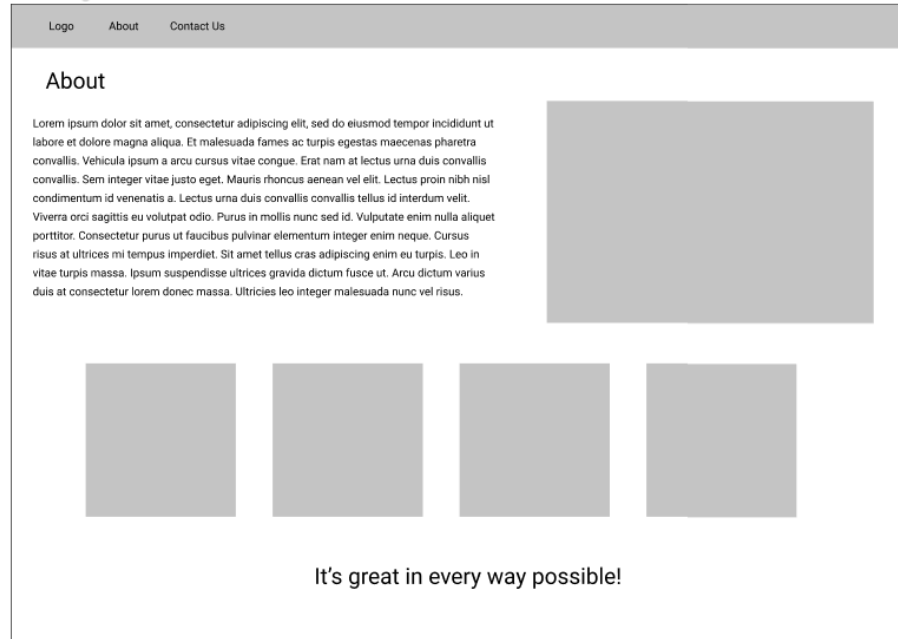 Logo About Contact Us
About
Lorem ipsum dolor sit amet, consectetur adipiscing elit, sed do eiusmod tempor incididunt ut
labore et dolore magna aliqua. Et malesuada fames ac turpis egestas maecenas pharetra
convallis. Vehicula ipsum a arcu cursus vitae congue. Erat nam at lectus urna duis convallis
convallis. Sem integer vitae justo eget. Mauris rhoncus aenean vel elit. Lectus proin nibh nisl
condimentum id venenatis a. Lectus urna duis convallis convallis tellus id interdum velit.
Viverra orci sagittis eu volutpat odio. Purus in mollis nunc sed id. Vulputate enim nulla aliquet
porttitor. Consectetur purus ut faucibus pulvinar elementum integer enim neque. Cursus
risus at ultrices mi tempus imperdiet. Sit amet tellus cras adipiscing enim eu turpis. Leo in
vitae turpis massa. Ipsum suspendisse ultrices gravida dictum fusce ut. Arcu dictum varius
duis at consectetur lorem donec massa. Ultricies leo integer malesuada nunc vel risus.
It’s great in every way possible!